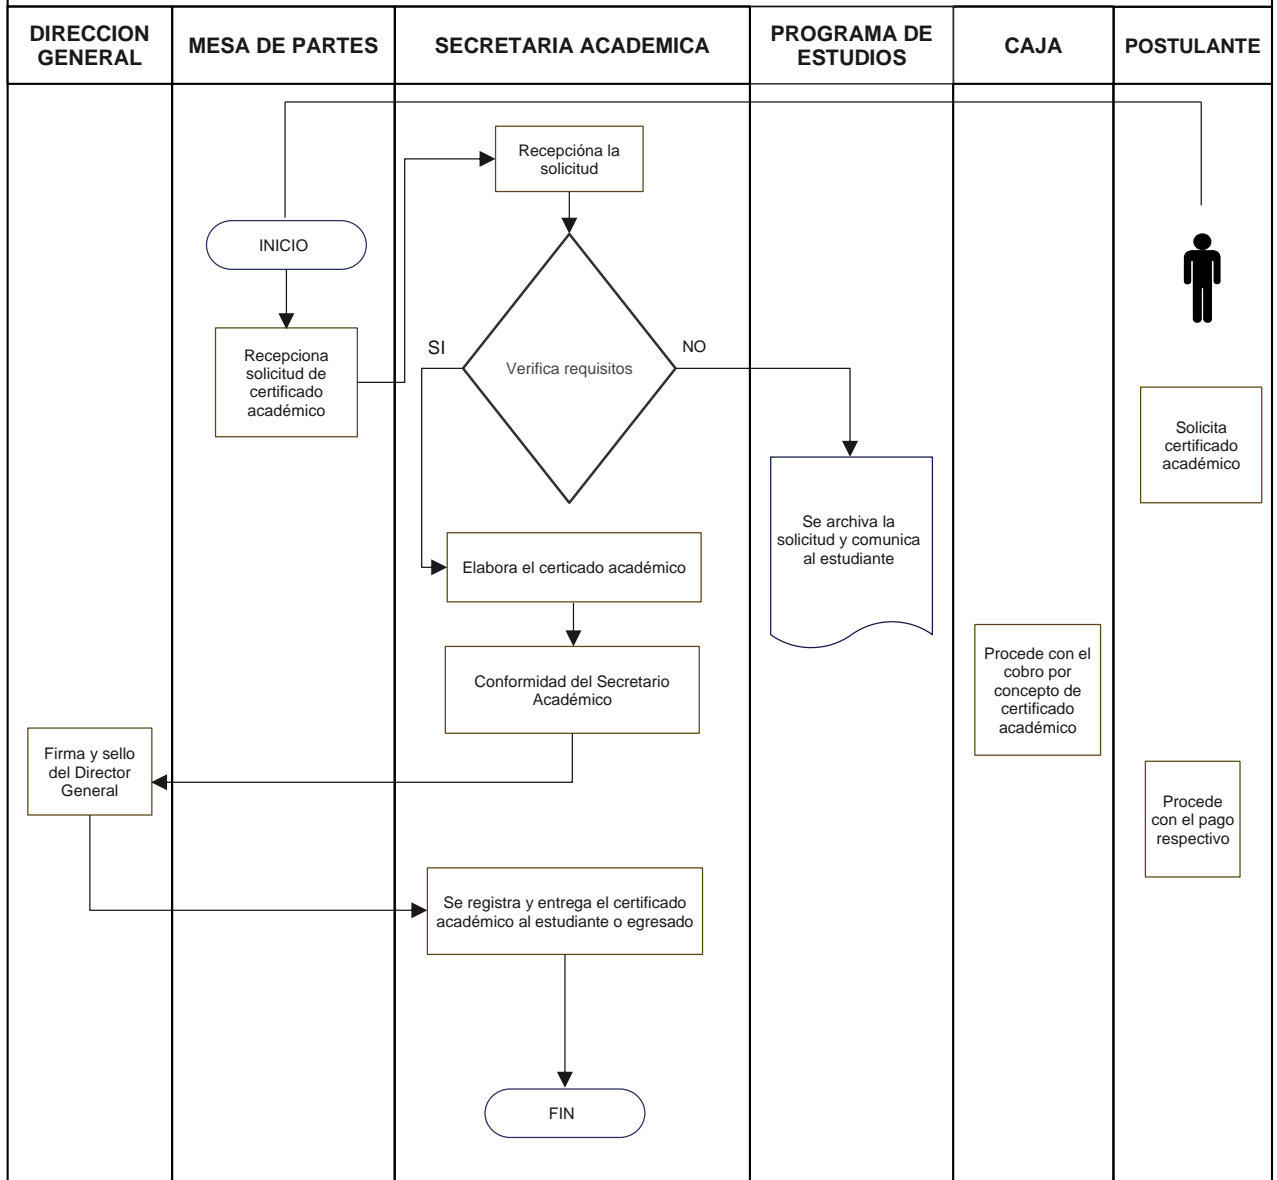 DIRECCION
GENERAL
MESA DE PARTES
SECRETARIA ACADEMICA
PROGRAMA DE
ESTUDIOS
CAJA
POSTULANTE
Recepcióna la
solicitud
INICIO
Recepciona
solicitud de
certificado
académico
SI
Verifica requisitos
NO
Solicita
certificado
académico
Se archiva la
solicitud y comunica
al estudiante
Elabora el certicado académico
Conformidad del Secretario
Académico
Procede con el
cobro por
concepto de
certificado
académico
Firma y sello
del Director
General
Procede
con el pago
respectivo
Se registra y entrega el certificado
académico al estudiante o egresado
FIN